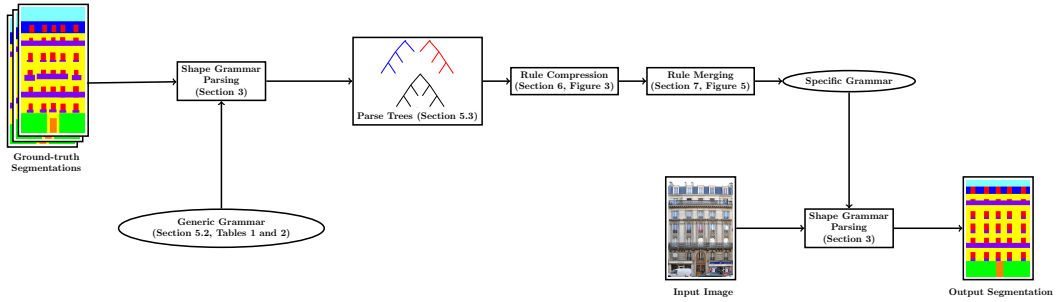 Ground-truth
Segmentations
Shape Grammar
Parsing
(Section 3)
Generic Grammar
(Section 5.2, Tables 1 and 2)
Parse Trees (Section 5.3)
Rule Compression
(Section 6, Figure 3)
Rule Merging
(Section 7, Figure 5)
Specific Grammar
Input Image
Shape Grammar
Parsing
(Section 3)
Output Segmentation